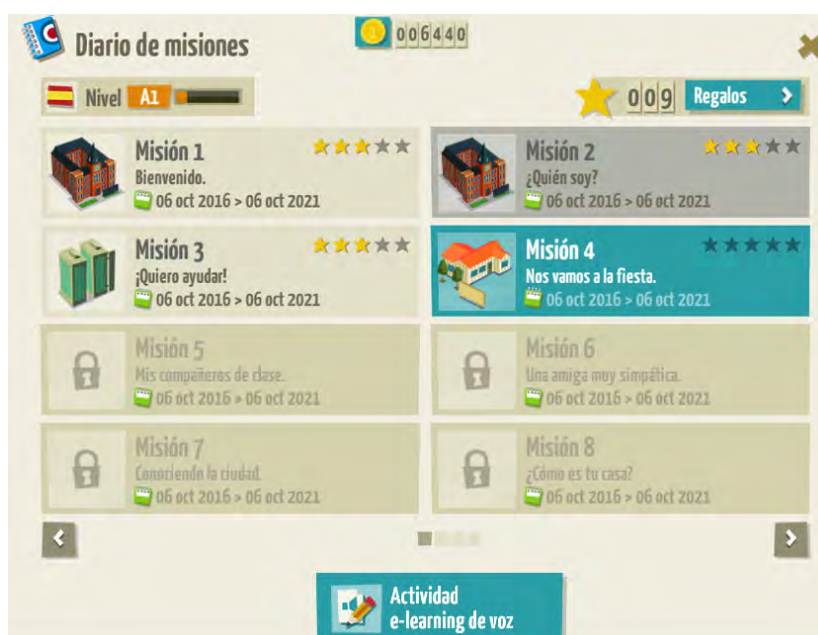 Diario de misiones
006440
Nivel A1
009 Regalos
Misión 1
Bienvenido.
06 oct 2016 > 06 oct 2021
Misión 2
¿Quién soy?
06 oct 2016 > 06 oct 2021
Misión 3
¡Quiero ayudar!
06 oct 2016 > 06 oct 2021
Misión 4
Nos vamos a la fiesta.
06 oct 2016 > 06 oct 2021
Misión 5
Mis compañeros de clase.
06 oct 2016 > 06 oct 2021
Misión 6
Una amiga muy simpática.
06 oct 2016 > 06 oct 2021
Misión 7
Conociendo la ciudad.
06 oct 2016 > 06 oct 2021
Misión 8
¿Cómo es tu casa?
06 oct 2016 > 06 oct 2021
Actividad
e-learning de voz